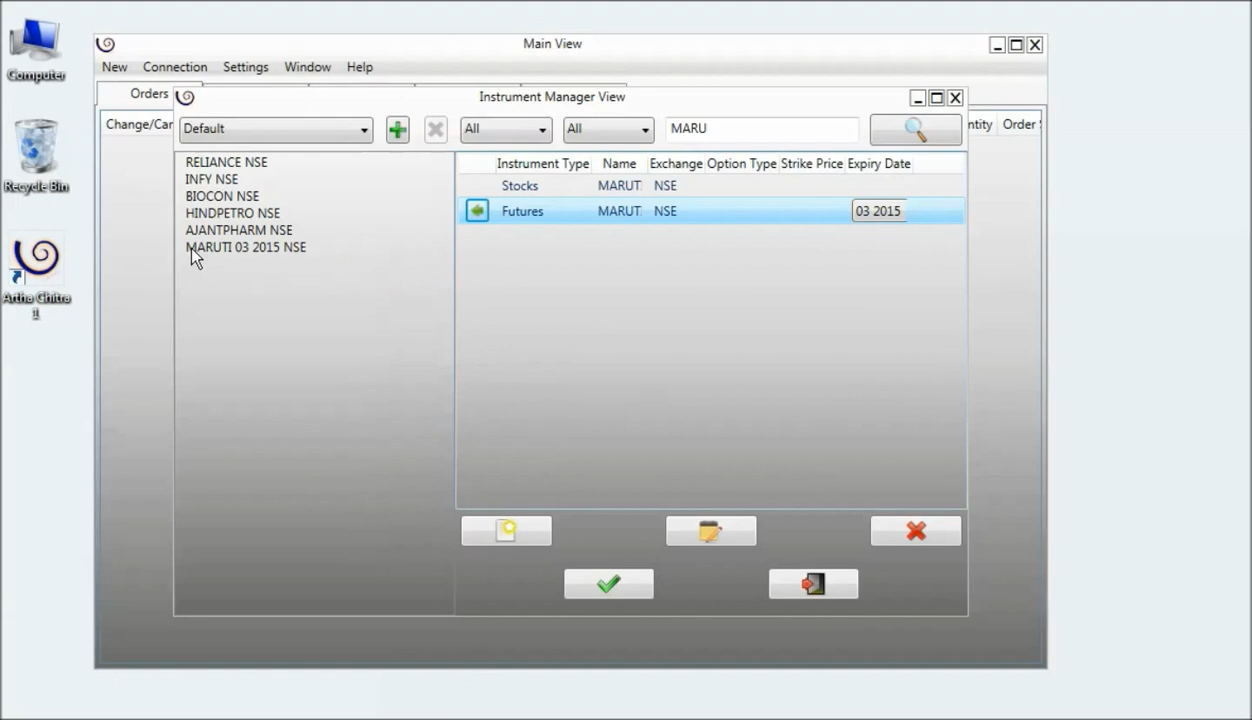 Computer
Recycle Bin
Artha Chitra
Main View
New Connection Settings Window Help
Orders
Change/Can
ntity Order
Instrument Manager View
Default
All
All
MARU
RELIANCE NSE
INFY NSE
BIOCON NSE
HINDPETRO NSE
AJANTPHARM NSE
MARUTI 03 2015 NSE
Instrument Type Name Exchange Option Type Strike Price Expiry Date
Stocks MARUTI NSE
Futures MARUTI NSE 03 2015